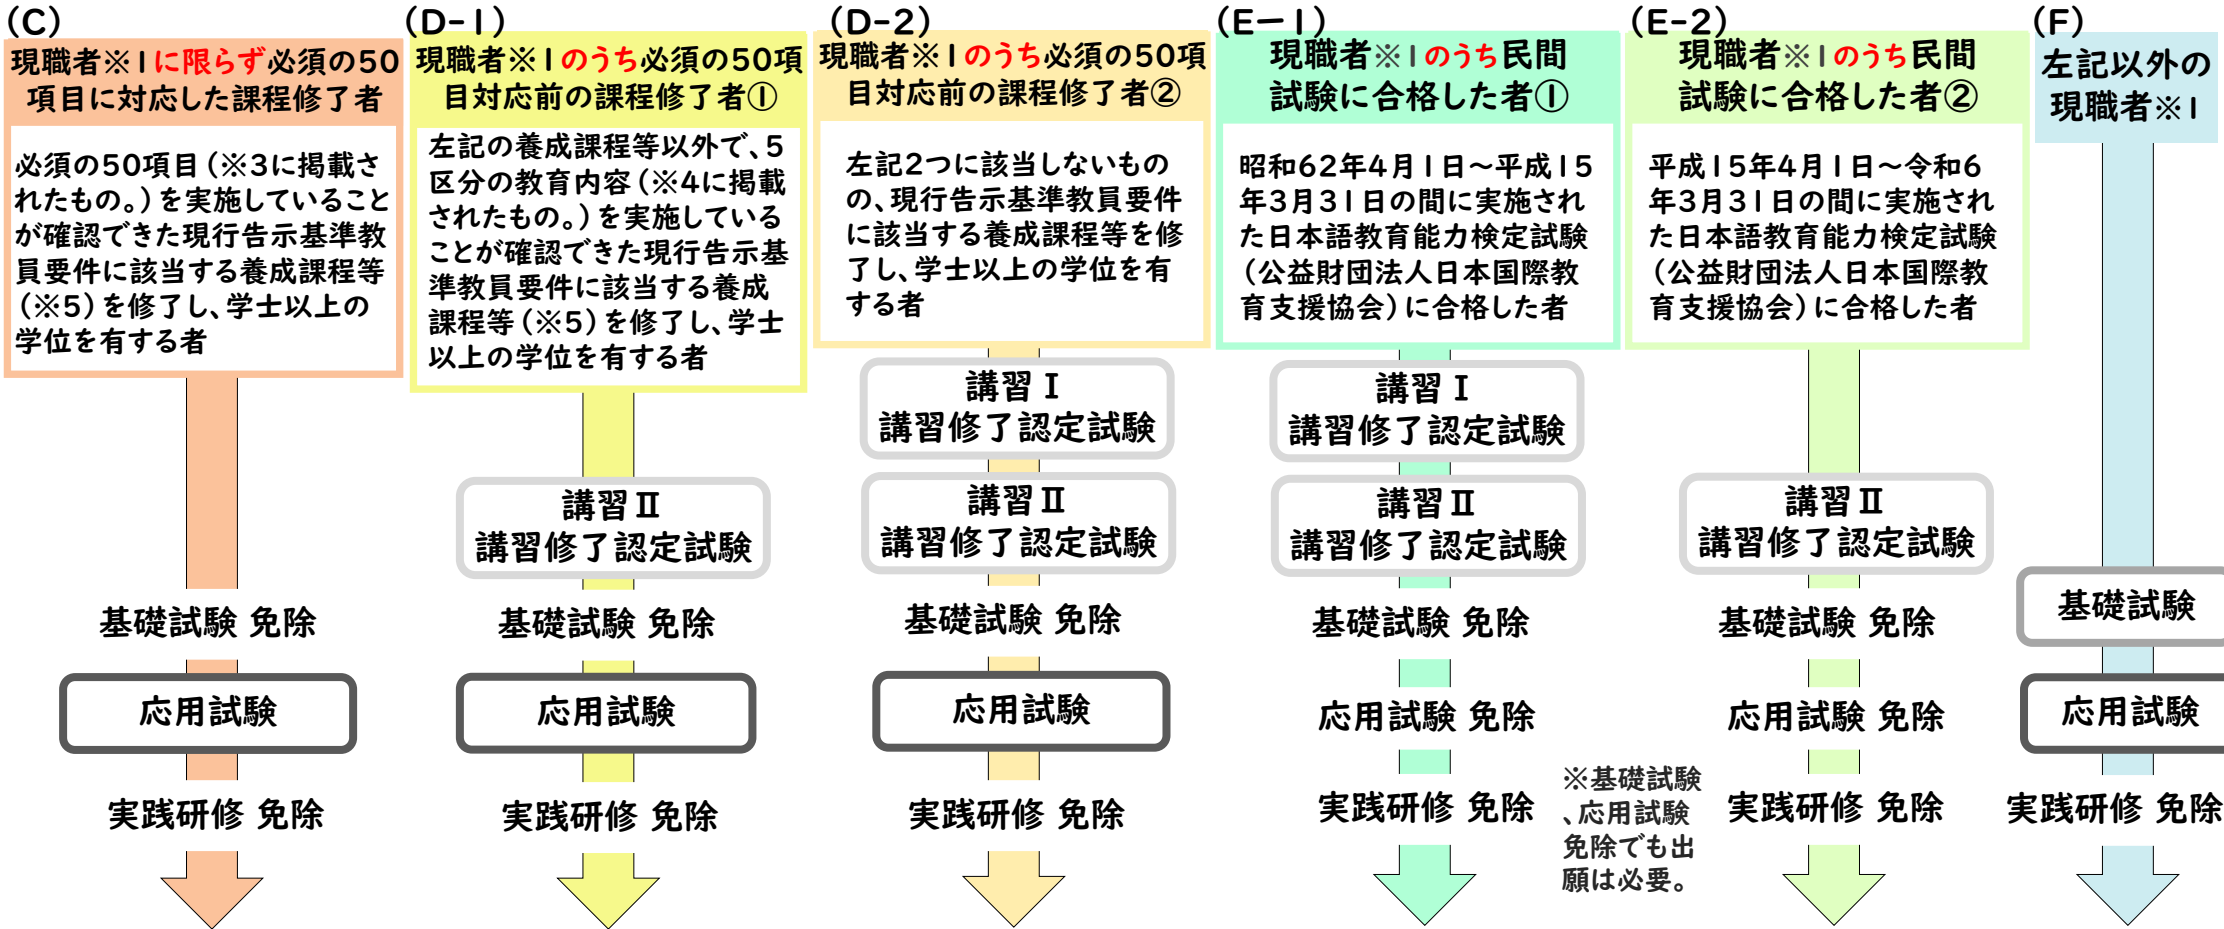 (C)
現職者※1に限らず必須の50
項目に対応した課程修了者
必須の50項目(※3に掲載さ
れたもの。)を実施していること
が確認できた現行告示基準教
員要件に該当する養成課程等
(※5)を修了し、学士以上の
学位を有する者
基礎試験 免除
応用試験
実践研修 免除
(D-1)
現職者※1のうち必須の50項
目対応前の課程修了者①
左記の養成課程等以外で、5
区分の教育内容(※4に掲載
されたもの。)を実施している
ことが確認できた現行告示基
準教員要件に該当する養成
課程等(※5)を修了し、学士
以上の学位を有する者
講習Ⅱ
講習修了認定試験
基礎試験 免除
応用試験
実践研修 免除
(D-2)
現職者※1のうち必須の50項
目対応前の課程修了者②
左記2つに該当しないもの
の、現行告示基準教員要件
に該当する養成課程等を修
了し、学士以上の学位を有
する者
講習Ⅰ
講習修了認定試験
講習Ⅱ
講習修了認定試験
基礎試験 免除
応用試験
実践研修 免除
(E-1)
現職者※1のうち民間
試験に合格した者①
昭和62年4月1日~平成15
年3月31日の間に実施され
た日本語教育能力検定試験
(公益財団法人日本国際教
育支援協会)に合格した者
講習Ⅰ
講習修了認定試験
講習Ⅱ
講習修了認定試験
基礎試験 免除
応用試験 免除
実践研修 免除
※基礎試験
、応用試験
免除でも出
願は必要。
(E-2)
現職者※1のうち民間
試験に合格した者②
平成15年4月1日~令和6
年3月31日の間に実施され
た日本語教育能力検定試験
(公益財団法人日本国際教
育支援協会)に合格した者
講習Ⅱ
講習修了認定試験
基礎試験 免除
応用試験 免除
実践研修 免除
(F)
左記以外の
現職者※1
基礎試験
応用試験
実践研修 免除